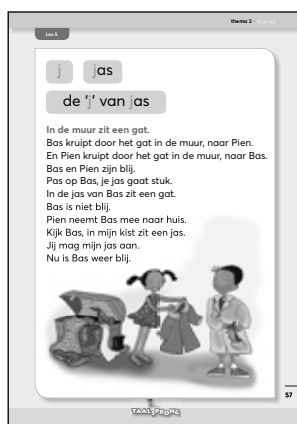 thema 3 -
Les 5
j
jas
de 'j' van jas
In de muur zit een gat.
Bas kruipt door het gat in de muur, naar Pien.
En Pien kruipt door het gat in de muur, naar Bas.
Bas en Pien zijn blij.
Pas op Bas, je jas gaat stuk.
In de jas van Bas zit een gat.
Bas is niet blij.
Pien neemt Bas mee naar huis.
Kijk Bas, in mijn kist zit een jas.
Jij mag mijn jas aan.
Nu is Bas weer blij.
57
TAALSPRONG